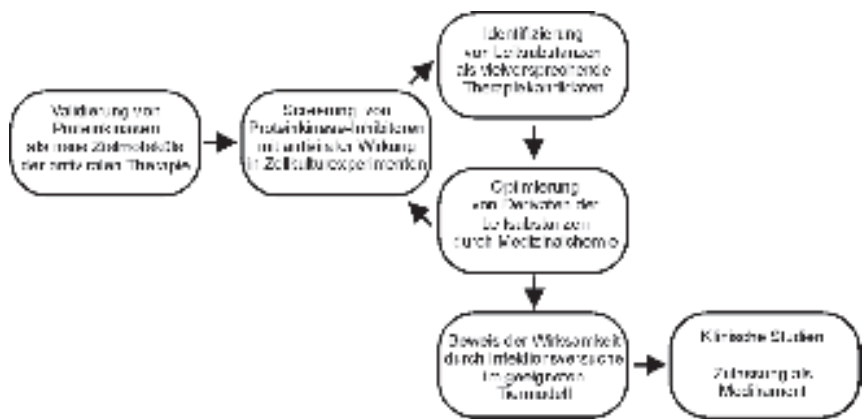 Validierung von
Proteinkinasen
als neue Zielmoleküle
der antiviralen Therapie
Screening von
Proteinkinase-Inhibitoren
mit antiviraler Wirkung
in Zellkulturexperimenten
Identifizierung
von Leitsubstanzen
als vielversprechende
Therapiekandidaten
Optimierung
von Derivaten der
Leitsubstanzen
durch Medizinalchemie
Beweis der Wirksamkeit
durch Infektionsversuche
im geeigneten
Tiermodell
Klinische Studien
Zulassung als
Medikament